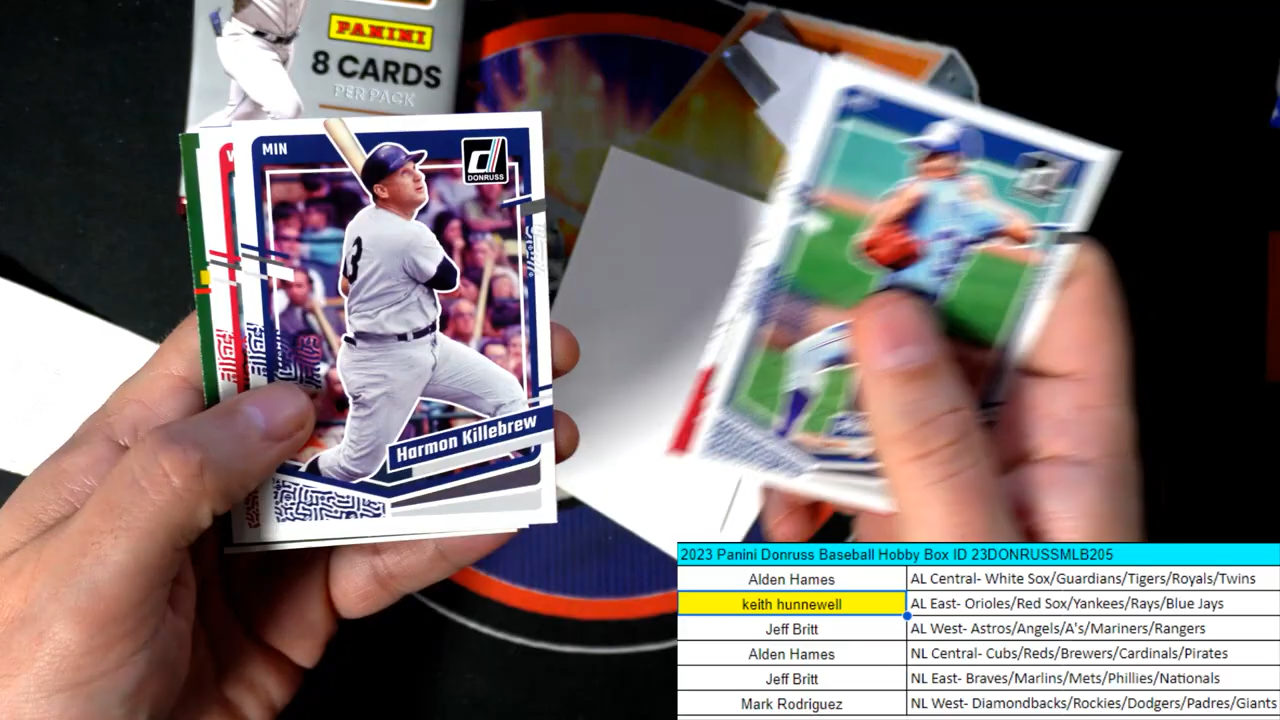 PANINI
8 CARDS
PER PACK
MIN
DONRUSS
3
Harmon Killebrew
2023 Panini Donruss Baseball Hobby Box ID 23DONRUSSMLB205
Alden Hames AL Central- White Sox/Guardians/Tigers/Royals/Twins
keith hunnewell AL East- Orioles/Red Sox/Yankees/Rays/Blue Jays
Jeff Britt AL West- Astros/Angels/A's/Mariners/Rangers
Alden Hames NL Central- Cubs/Reds/Brewers/Cardinals/Pirates
Jeff Britt NL East- Braves/Marlins/Mets/Phillies/Nationals
Mark Rodriguez NL West- Diamondbacks/Rockies/Dodgers/Padres/Giants